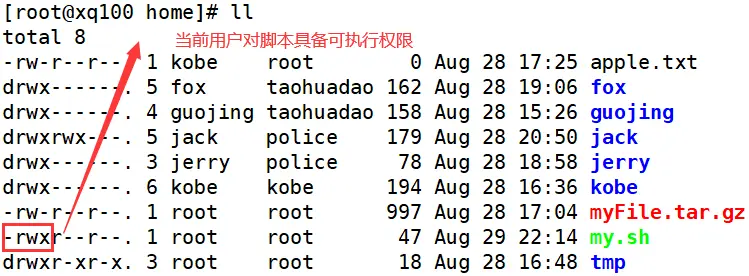 [root@xq100 home]# ll
total 8
当前用户对脚本具备可执行权限
-rw-r--r--. 1 kobe root 0 Aug 28 17:25 apple.txt
drwx------. 5 fox taohuadao 162 Aug 28 19:06 fox
drwx------. 4 guojing taohuadao 158 Aug 28 15:26 guojing
drwxrwx---. 5 jack police 179 Aug 28 20:50 jack
drwx------. 3 jerry police 78 Aug 28 18:58 jerry
drwx------. 6 kobe kobe 194 Aug 28 16:36 kobe
-rw-r--r--. 1 root root 997 Aug 28 17:04 myFile.tar.gz
-rwxr--r--. 1 root root 47 Aug 29 22:14 my.sh
drwxr-xr-x. 3 root root 18 Aug 28 16:48 tmp